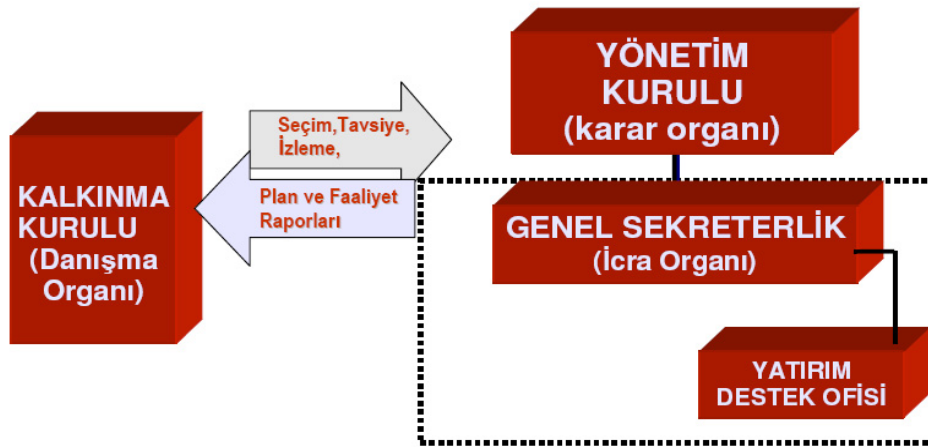 YÖNETİM
KURULU
(karar organı)
Seçim,Tavsiye,
İzleme,
Plan ve Faaliyet
Raporları
KALKINMA
KURULU
(Danışma
Organı)
GENEL SEKRETERLİK
(İcra Organı)
YATIRIM
DESTEK OFİSİ